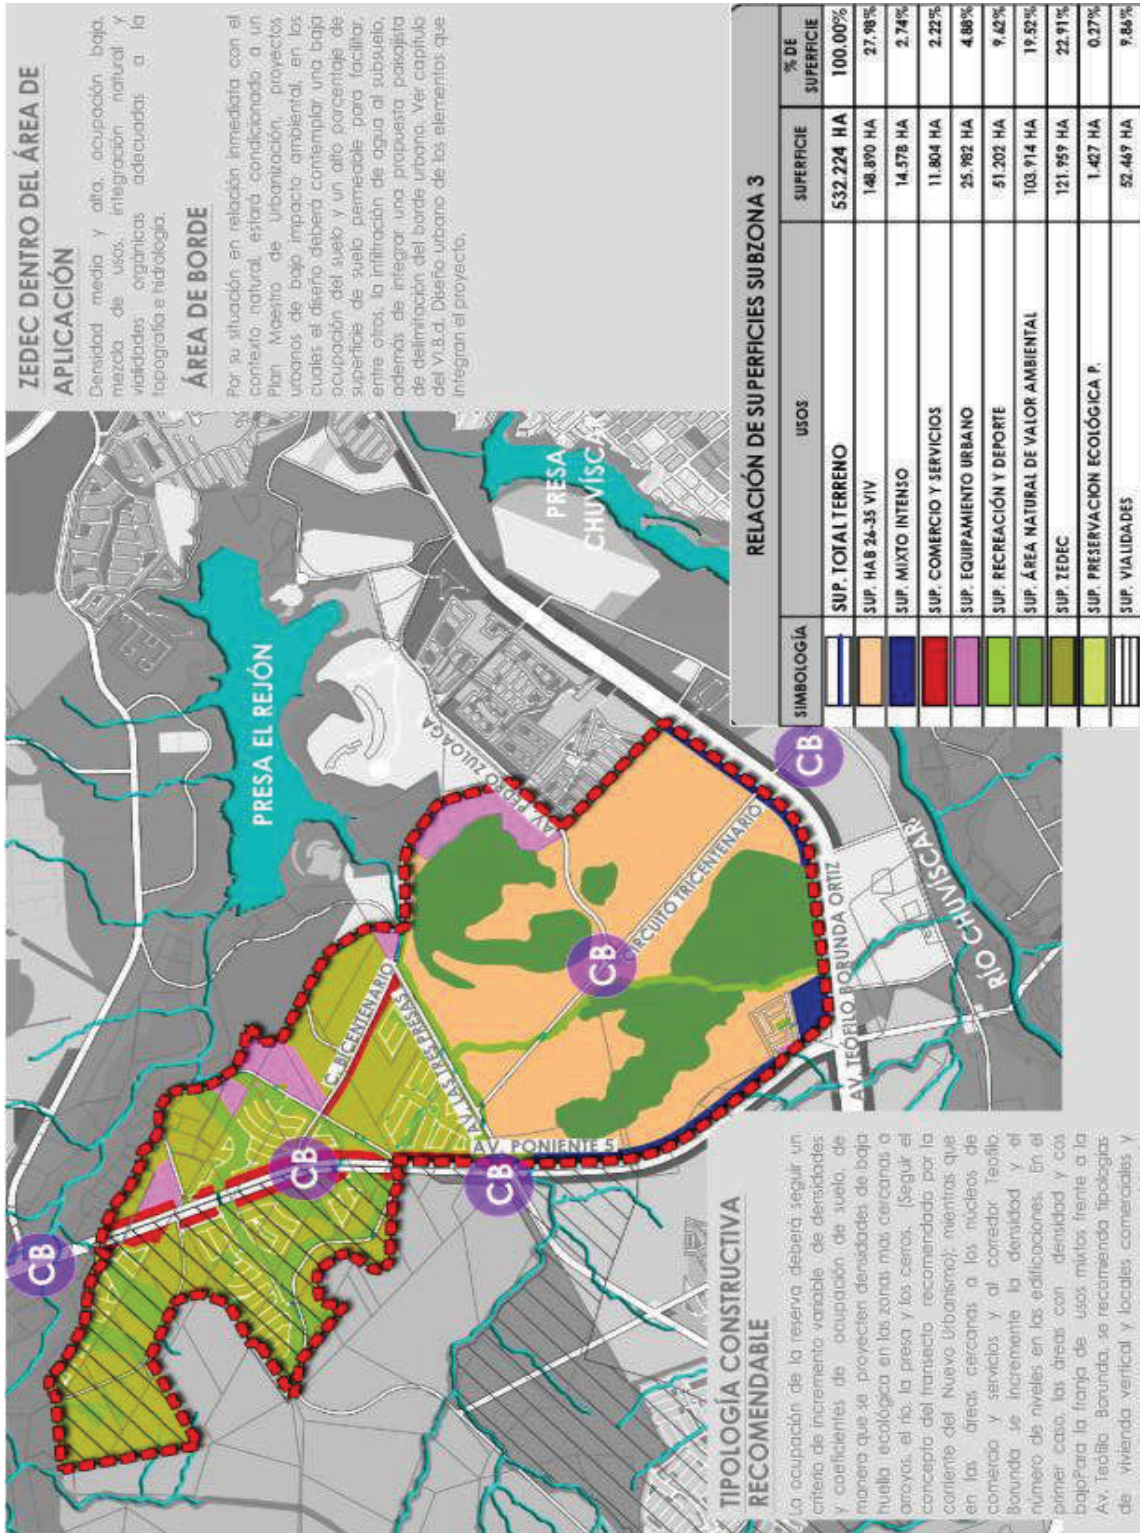 ZEDEC DENTRO DEL ÁREA DE
APLICACIÓN
Densidad media y alta, ocupación baja,
mezcla de usos, integración natural y
vialidades orgánicas adecuadas a la
topografía e hidrología.
ÁREA DE BORDE
Por su situación en relación inmediata con el
contexto natural, estará condicionado a un
Plan Maestro de Urbanización, proyectos
urbanos de bajo impacto ambiental, en los
cuales el diseño deberá contemplar una baja
ocupación del suelo y un alto porcentaje de
superficie de suelo permeable para facilitar,
entre otros, la infiltración de agua al subsuelo,
además de integrar una propuesta paisajista
de delimitación del borde urbano. Ver capítulo
del VI.B.d. Diseño urbano de los elementos que
integran el proyecto.
PRESA EL REJÓN
PRESA
CHUVÍSCAR
AV. PEDRO ZULOAGA
C. BICENTENARIO
AV. LAS TRES PRESAS
CIRCUITO TRICENTENARIO
AV. PONIENTE 5
AV. TEÓFILO BORUNDA ORTIZ
RÍO CHUVÍSCAR
CB
CB
CB
CB
CB
TIPOLOGÍA CONSTRUCTIVA
RECOMENDABLE
La ocupación de la reserva deberá seguir un
criterio de incremento variable de densidades
y coeficientes de ocupación de suelo, de
manera que se proyecten densidades de baja
huella ecológica en las zonas mas cercanas a
arroyos, el río, la presa y los cerros, (Seguir el
concepto del transecto recomendado por la
corriente del Nuevo Urbanismo); mientras que
en las áreas cercanas a los núcleos de
comercio y servicios y al corredor Teófilo
Borunda se incremente la densidad y el
número de niveles en las edificaciones. En el
primer caso, las áreas con densidad y cos
bajoPara la franja de usos mixtos frente a la
Av. Teófilo Borunda, se recomienda tipologías
de vivienda vertical y locales comerciales y
RELACIÓN DE SUPERFICIES SUBZONA 3
SIMBOLOGÍA USOS SUPERFICIE % DE SUPERFICIE
SUP. TOTAL TERRENO 532.224 HA 100.00%
SUP. HAB 26-35 VIV 148.890 HA 27.98%
SUP. MIXTO INTENSO 14.578 HA 2.74%
SUP. COMERCIO Y SERVICIOS 11.804 HA 2.22%
SUP. EQUIPAMIENTO URBANO 25.982 HA 4.88%
SUP. RECREACIÓN Y DEPORTE 51.202 HA 9.62%
SUP. ÁREA NATURAL DE VALOR AMBIENTAL 103.914 HA 19.52%
SUP. ZEDEC 121.959 HA 22.91%
SUP. PRESERVACION ECOLÓGICA P. 1.427 HA 0.27%
SUP. VIALIDADES 52.469 HA 9.86%